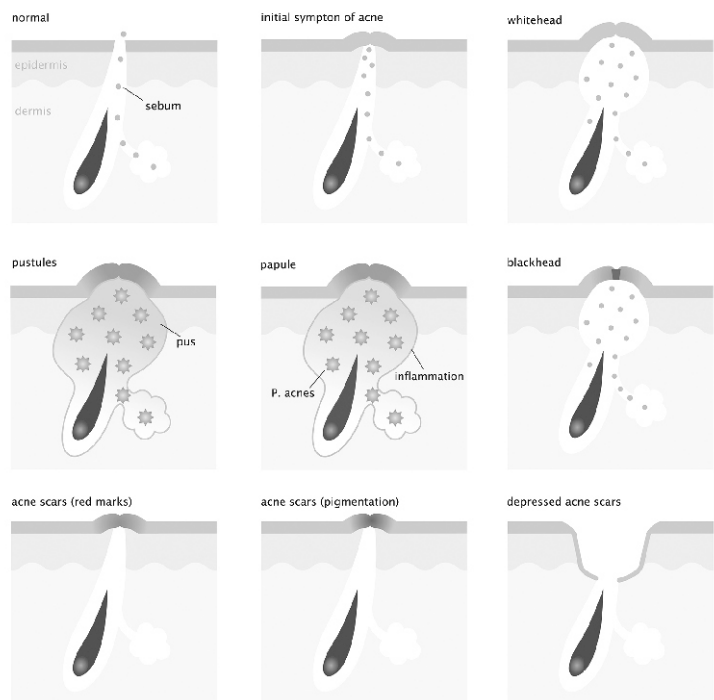 normal
initial sympton of acne
whitehead
epidermis
dermis
sebum
pustules
papule
blackhead
pus
inflammation
P. acnes
acne scars (red marks)
acne scars (pigmentation)
depressed acne scars